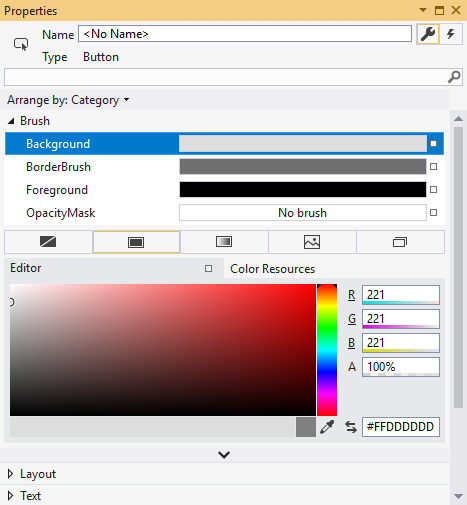 Properties
Name <No Name>
Type Button
Arrange by: Category
Brush
Background
BorderBrush
Foreground
OpacityMask No brush
Editor Color Resources
R 221
G 221
B 221
A 100%
#FFDDDDDD
Layout
Text